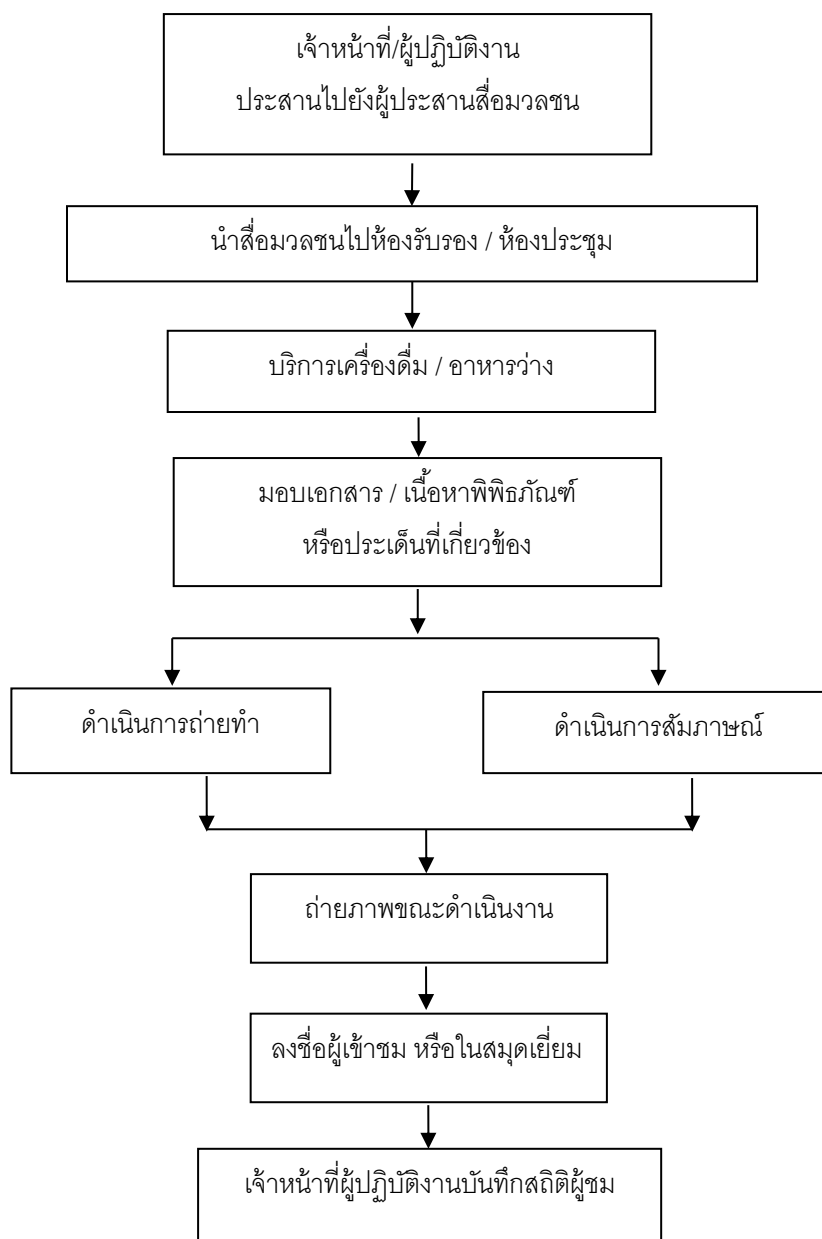 เจ้าหน้าที่/ผู้ปฏิบัติงาน
ประสานไปยังผู้ประสานสื่อมวลชน
นำสื่อมวลชนไปห้องรับรอง / ห้องประชุม
บริการเครื่องดื่ม / อาหารว่าง
มอบเอกสาร / เนื้อหาพิพิธภัณฑ์
หรือประเด็นที่เกี่ยวข้อง
ดำเนินการถ่ายทำ
ดำเนินการสัมภาษณ์
ถ่ายภาพขณะดำเนินงาน
ลงชื่อผู้เข้าชม หรือในสมุดเยี่ยม
เจ้าหน้าที่ผู้ปฏิบัติงานบันทึกสถิติผู้ชม